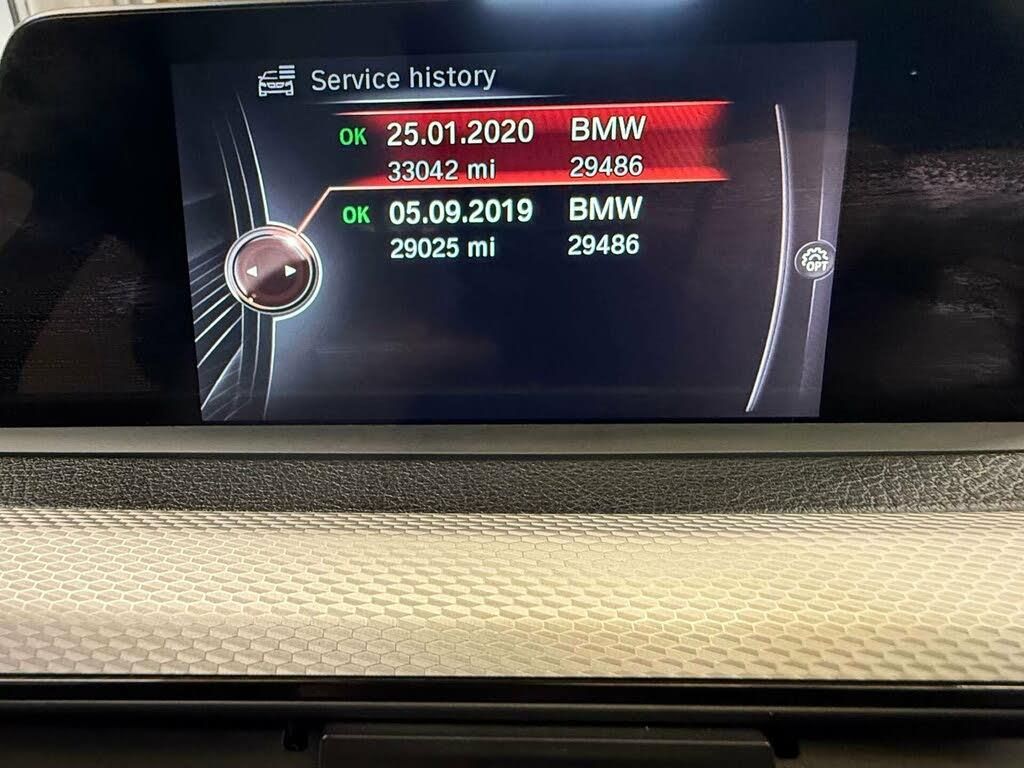 Service history
OK 25.01.2020 BMW
33042 mi 29486
OK 05.09.2019 BMW
29025 mi 29486
OPT